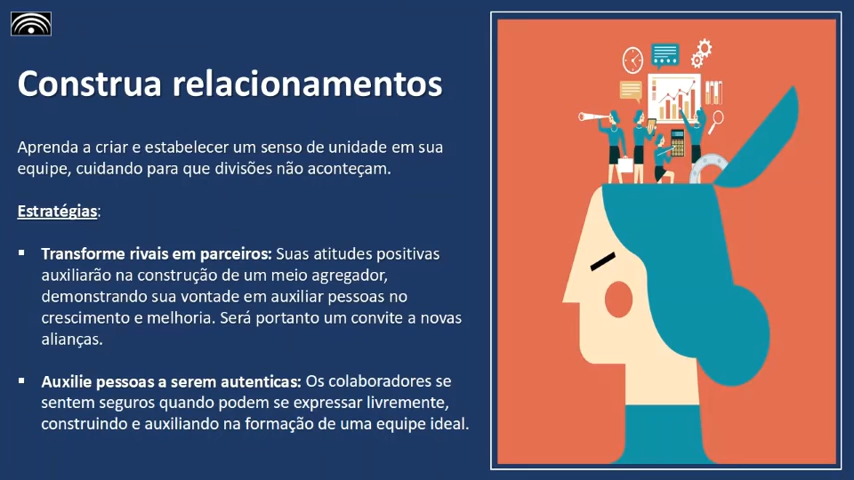 Construa relacionamentos
Aprenda a criar e estabelecer um senso de unidade em sua
equipe, cuidando para que divisões não aconteçam.
Estratégias:
▪ Transforme rivais em parceiros: Suas atitudes positivas
auxiliarão na construção de um meio agregador,
demonstrando sua vontade em auxiliar pessoas no
crescimento e melhoria. Será portanto um convite a novas
alianças.
▪ Auxilie pessoas a serem autenticas: Os colaboradores se
sentem seguros quando podem se expressar livremente,
construindo e auxiliando na formação de uma equipe ideal.